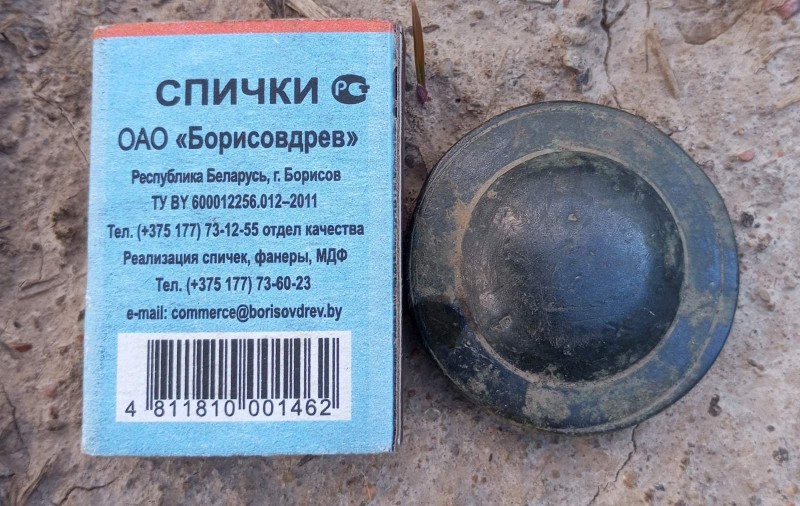 СПИЧКИ РСТ
ОАО «Борисовдрев»
Республика Беларусь, г. Борисов
ТУ BY 600012256.012–2011
Тел. (+375 177) 73-12-55 отдел качества
Реализация спичек, фанеры, МДФ
Тел. (+375 177) 73-60-23
e-mail: commerce@borisovdrev.by
4 811810 001462